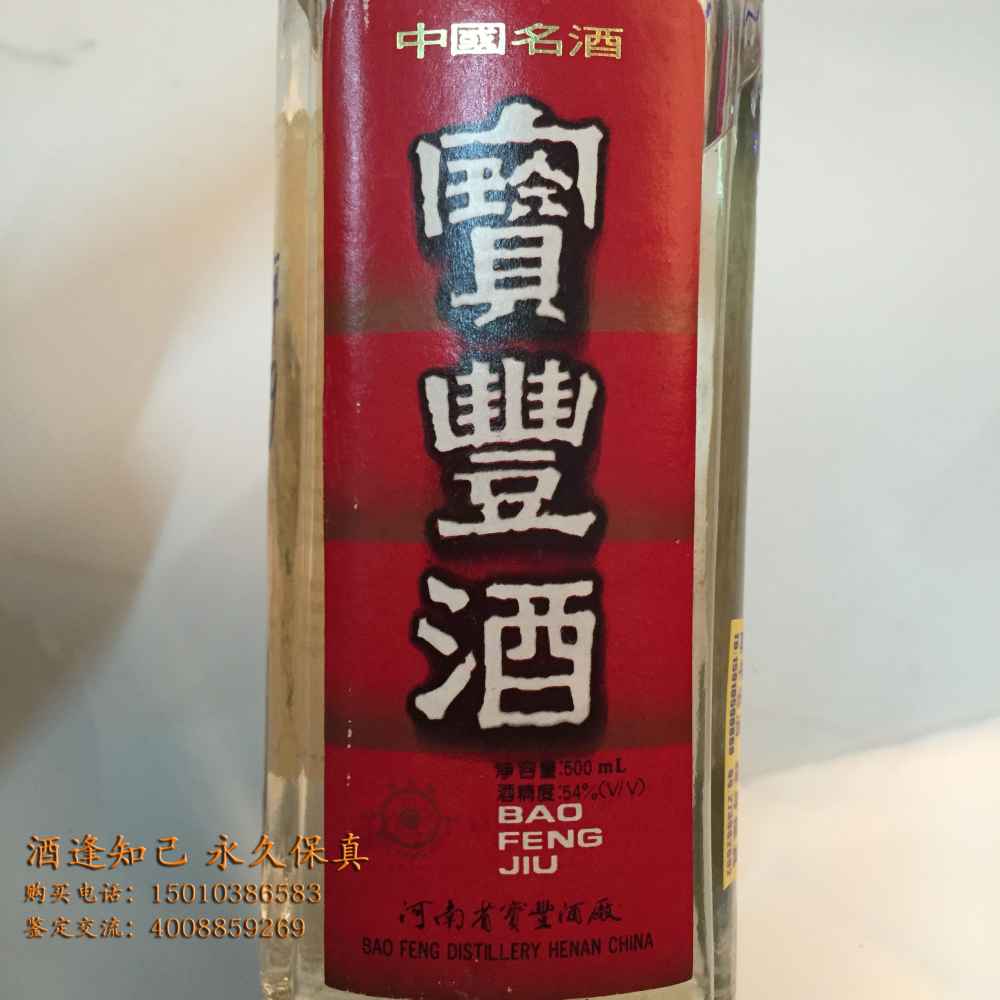 中國名酒
寶豐酒
淨容量:500 mL
酒精度:54%(V/V)
BAO
FENG
JIU
河南省宝豐酒厰
BAO FENG DISTILLERY HENAN CHINA
酒逢知己 永久保真
购买电话：15010386583
鉴定交流：4008859269